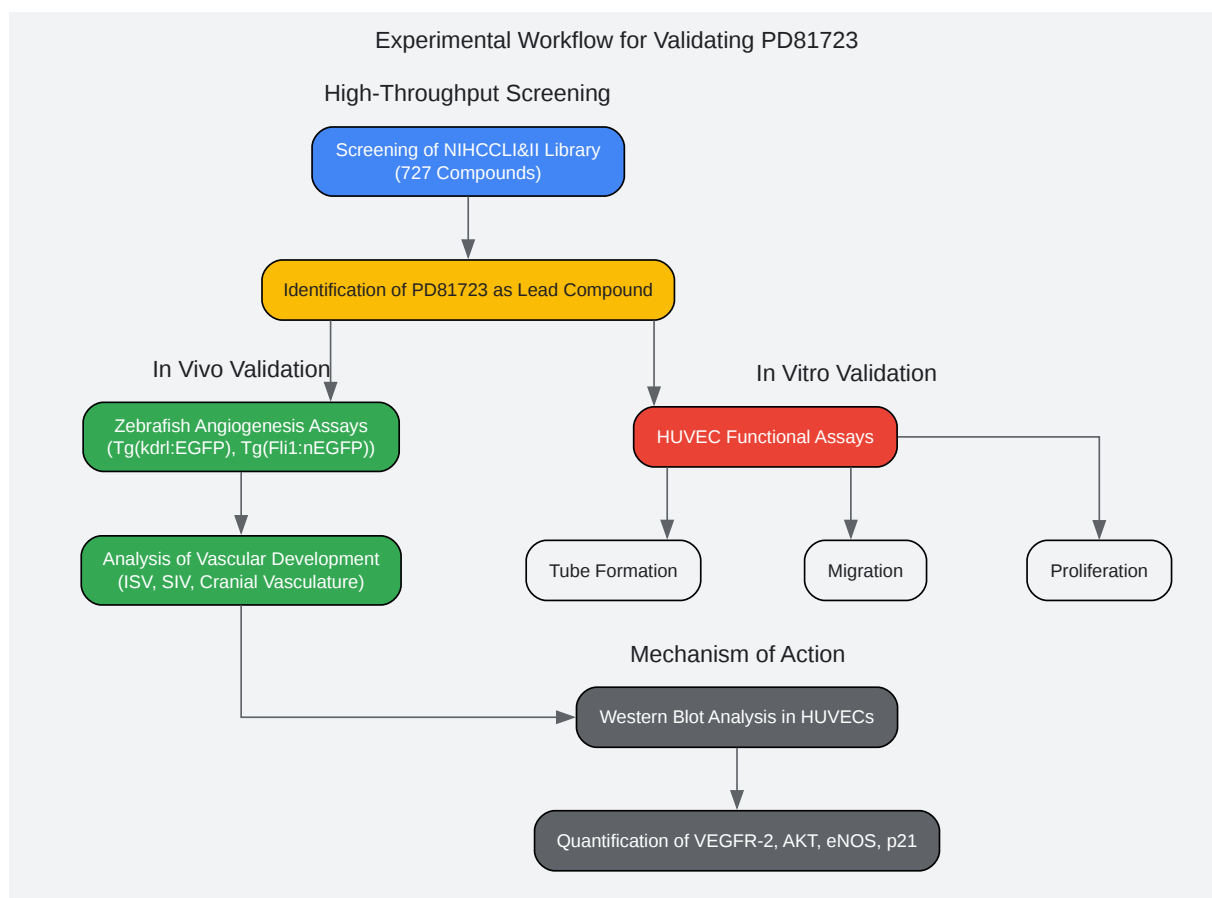 Experimental Workflow for Validating PD81723
High-Throughput Screening
Screening of NIHCCLI&II Library
(727 Compounds)
Identification of PD81723 as Lead Compound
In Vivo Validation
In Vitro Validation
Zebrafish Angiogenesis Assays
(Tg(kdrl:EGFP), Tg(Fli1:nEGFP))
HUVEC Functional Assays
Analysis of Vascular Development
(ISV, SIV, Cranial Vasculature)
Tube Formation
Migration
Proliferation
Mechanism of Action
Western Blot Analysis in HUVECs
Quantification of VEGFR-2, AKT, eNOS, p21